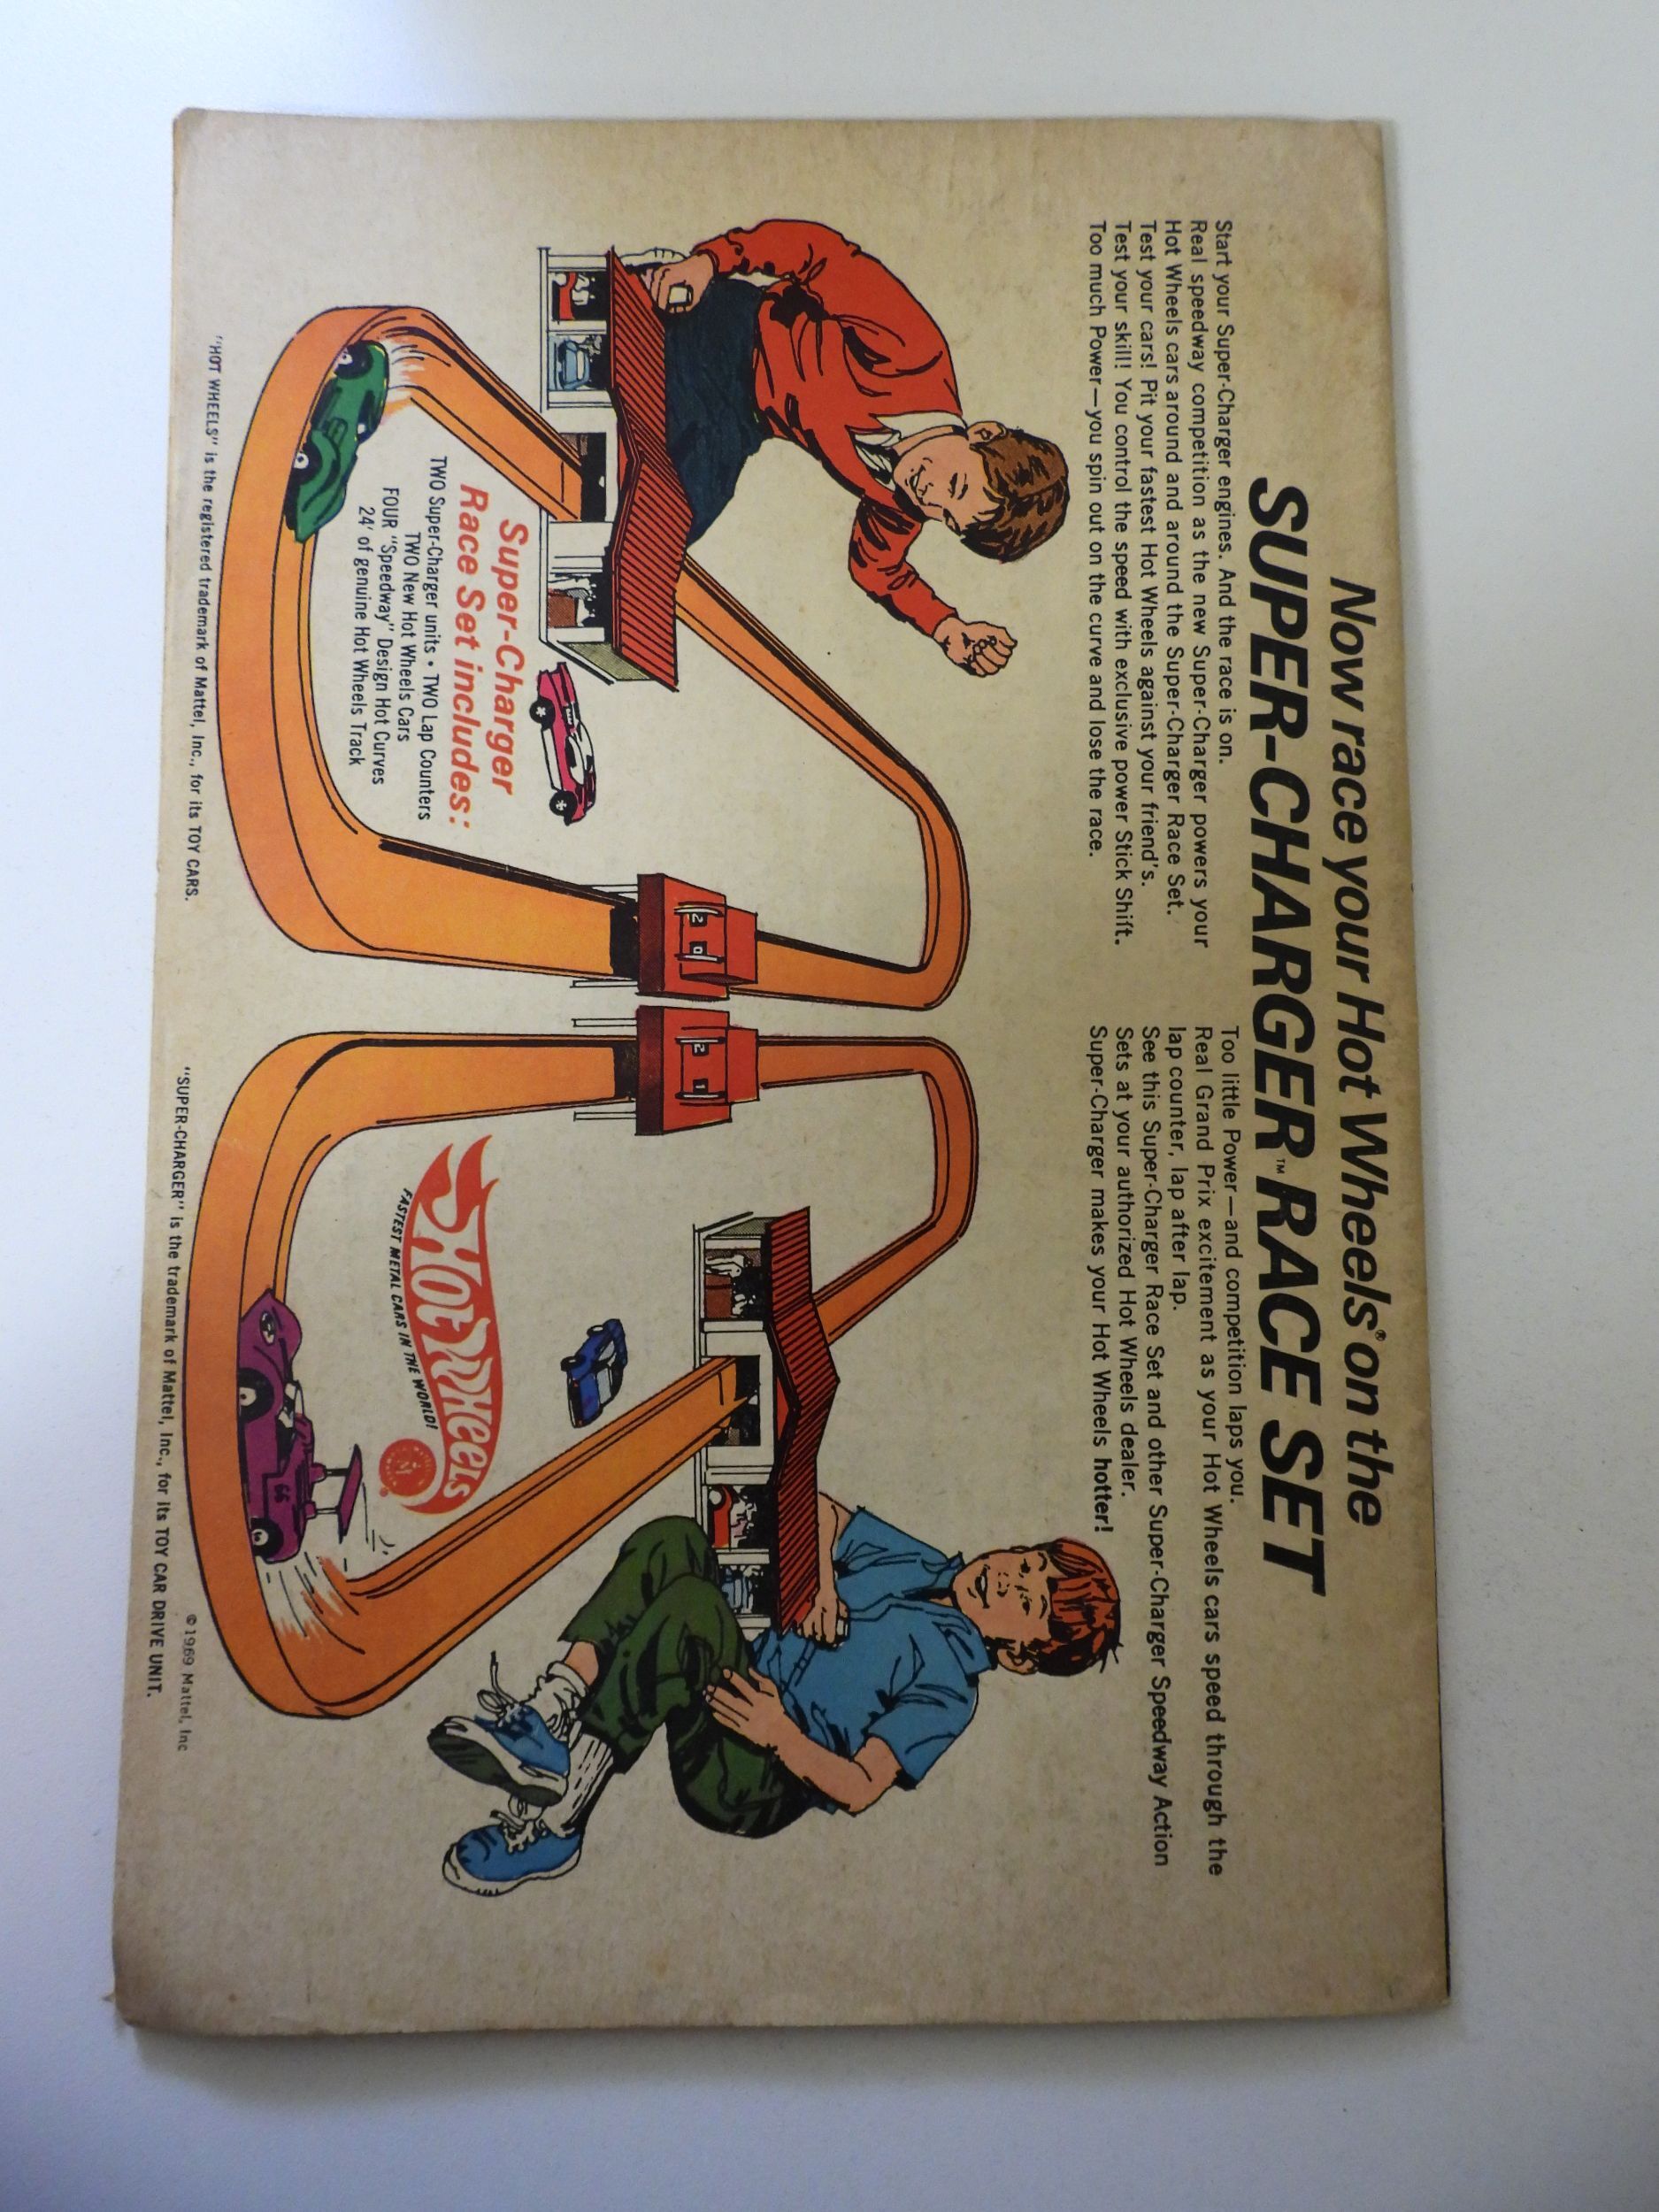 Now race your Hot Wheels® on the
SUPER-CHARGER™ RACE SET
Start your Super-Charger engines. And the race is on.
Real speedway competition as the new Super-Charger powers your
Hot Wheels cars around and around the Super-Charger Race Set.
Test your cars! Pit your fastest Hot Wheels against your friend's.
Test your skill! You control the speed with exclusive power Stick Shift.
Too much Power—you spin out on the curve and lose the race.
Too little Power—and competition laps you.
Real Grand Prix excitement as your Hot Wheels cars speed through the
lap counter, lap after lap.
See this Super-Charger Race Set and other Super-Charger Speedway Action
Sets at your authorized Hot Wheels dealer.
Super-Charger makes your Hot Wheels hotter!
2 0
2 1
Super-Charger
Race Set includes:
TWO Super-Charger units • TWO Lap Counters
TWO New Hot Wheels Cars
FOUR "Speedway" Design Hot Curves
24' of genuine Hot Wheels Track
Hot Wheels
FASTEST METAL CARS IN THE WORLD!
66
"HOT WHEELS" is the registered trademark of Mattel, Inc., for its TOY CARS.
"SUPER-CHARGER" is the trademark of Mattel, Inc., for its TOY CAR DRIVE UNIT.
© 1969 Mattel, Inc